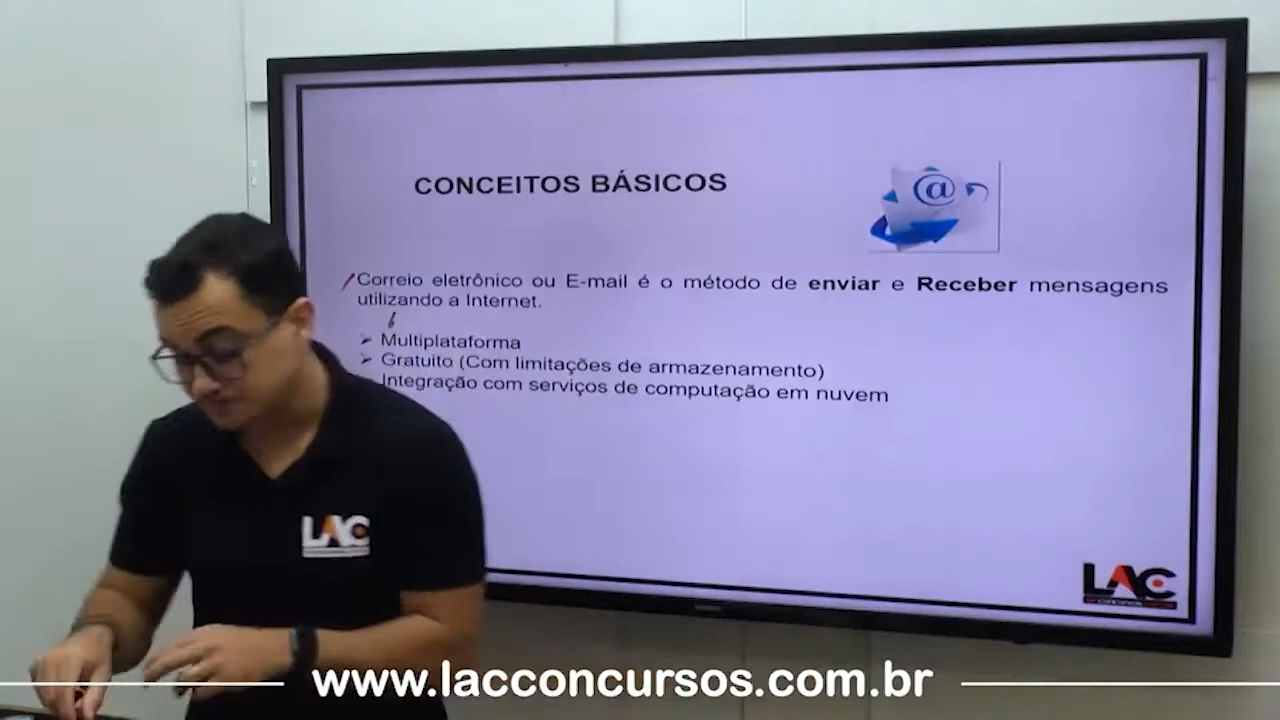 CONCEITOS BÁSICOS
@
Correio eletrônico ou E-mail é o método de enviar e Receber mensagens
utilizando a Internet.
Multiplataforma
Gratuito (Com limitações de armazenamento)
Integração com serviços de computação em nuvem
LAC
LAC
www.lacconcursos.com.br